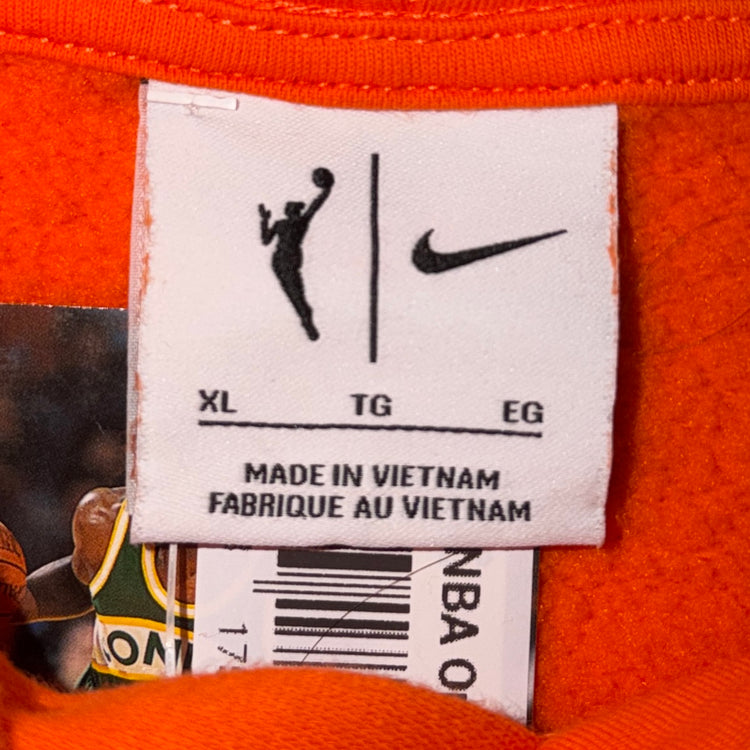 XL TG EG
MADE IN VIETNAM
FABRIQUE AU VIETNAM
NBA